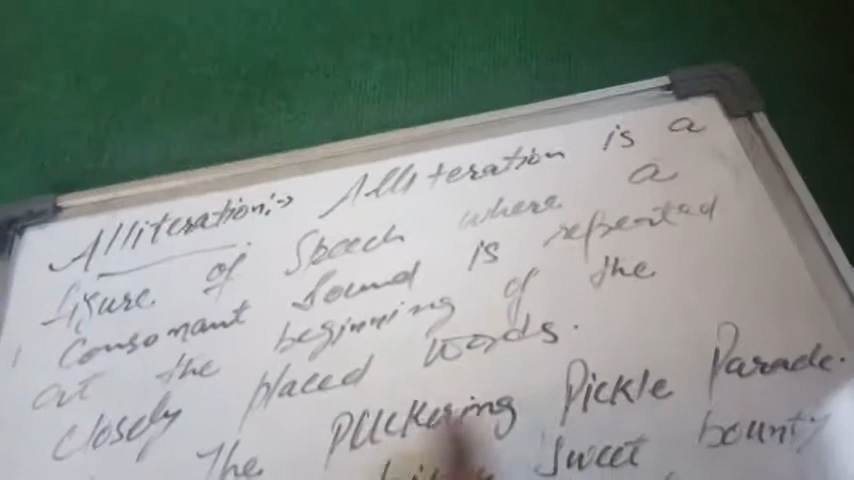 Alliteration:- Alliteration is a
figure of Speech where a
Consonant Sound is repeated
at the beginning of the
closely placed words.
The Puckering Pickle Parade.
Sweet bounty